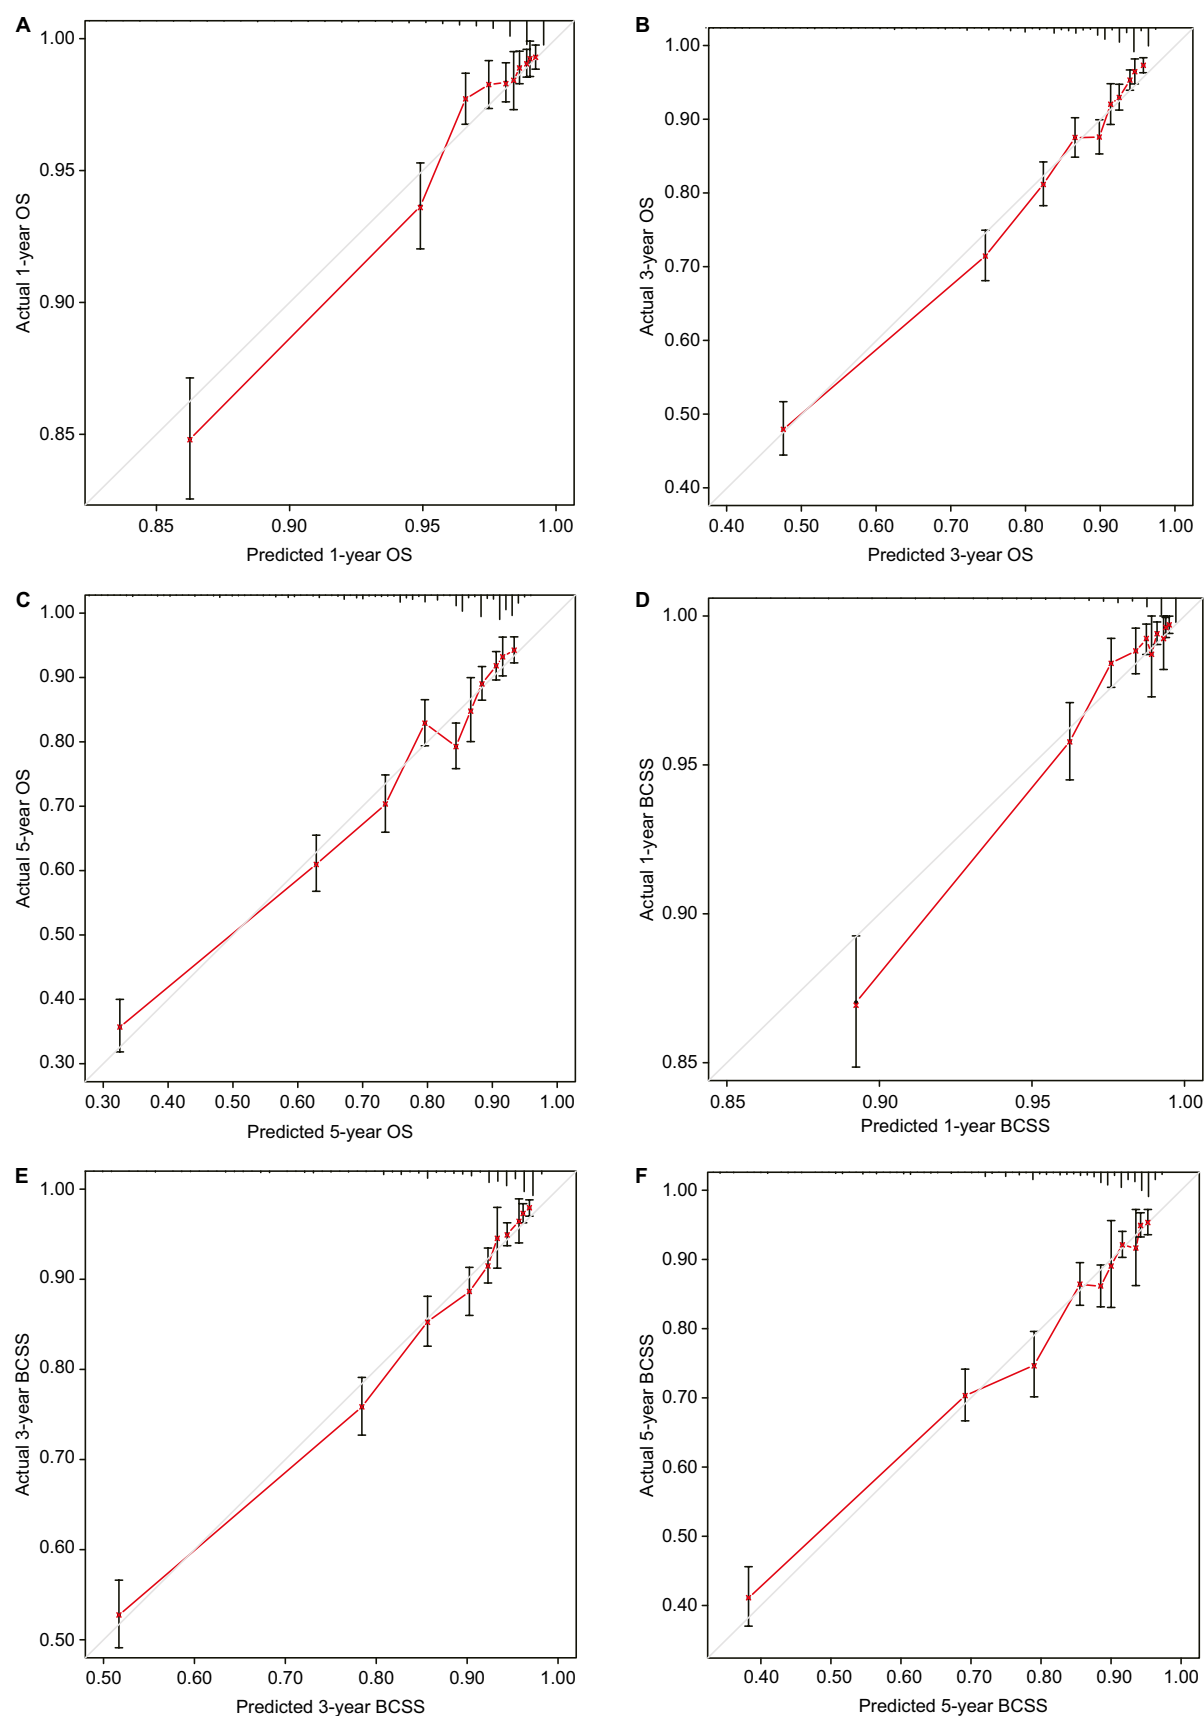 A
1.00
0.95
0.90
0.85
Actual 1-year OS
0.85 0.90 0.95 1.00
Predicted 1-year OS
B
1.00
0.90
0.80
0.70
0.60
0.50
0.40
Actual 3-year OS
0.40 0.50 0.60 0.70 0.80 0.90 1.00
Predicted 3-year OS
C
1.00
0.90
0.80
0.70
0.60
0.50
0.40
0.30
Actual 5-year OS
0.30 0.40 0.50 0.60 0.70 0.80 0.90 1.00
Predicted 5-year OS
D
1.00
0.95
0.90
0.85
Actual 1-year BCSS
0.85 0.90 0.95 1.00
Predicted 1-year BCSS
E
1.00
0.90
0.80
0.70
0.60
0.50
Actual 3-year BCSS
0.50 0.60 0.70 0.80 0.90 1.00
Predicted 3-year BCSS
F
1.00
0.90
0.80
0.70
0.60
0.50
0.40
Actual 5-year BCSS
0.40 0.50 0.60 0.70 0.80 0.90 1.00
Predicted 5-year BCSS